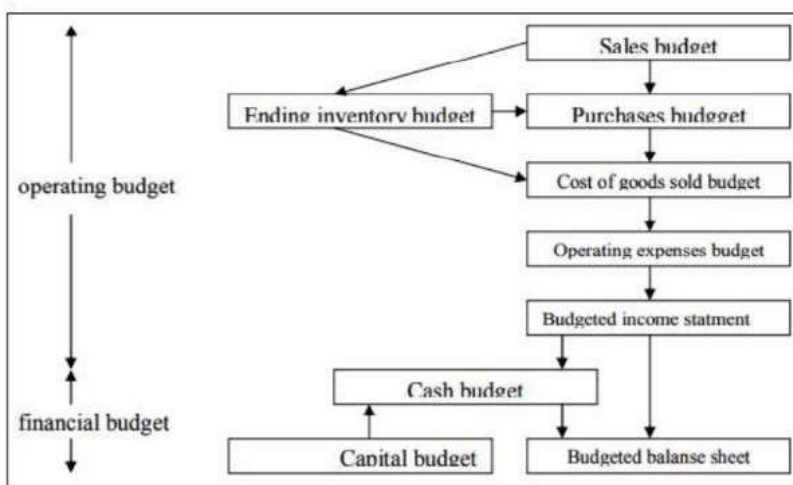 Sales budget
Ending inventory budget
Purchases budgget
operating budget
Cost of goods sold budget
Operating expenses budget
Budgeted income statment
Cash budget
financial budget
Capital budget
Budgeted balanse sheet